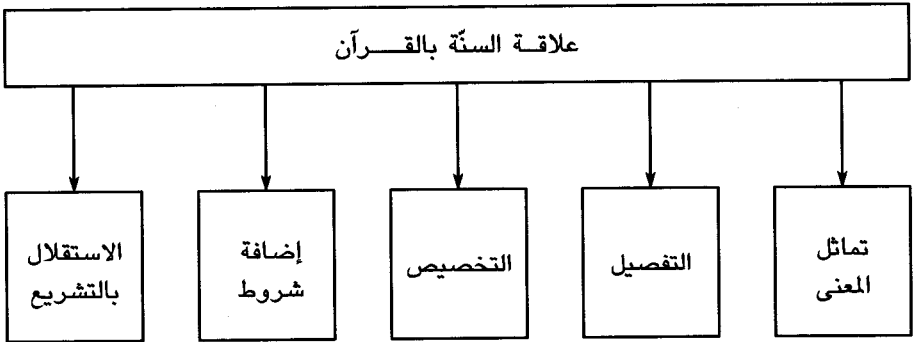 علاقة السنّة بالقرآن
تماثل
المعنى
التفصيل
التخصيص
إضافة
شروط
الاستقلال
بالتشريع